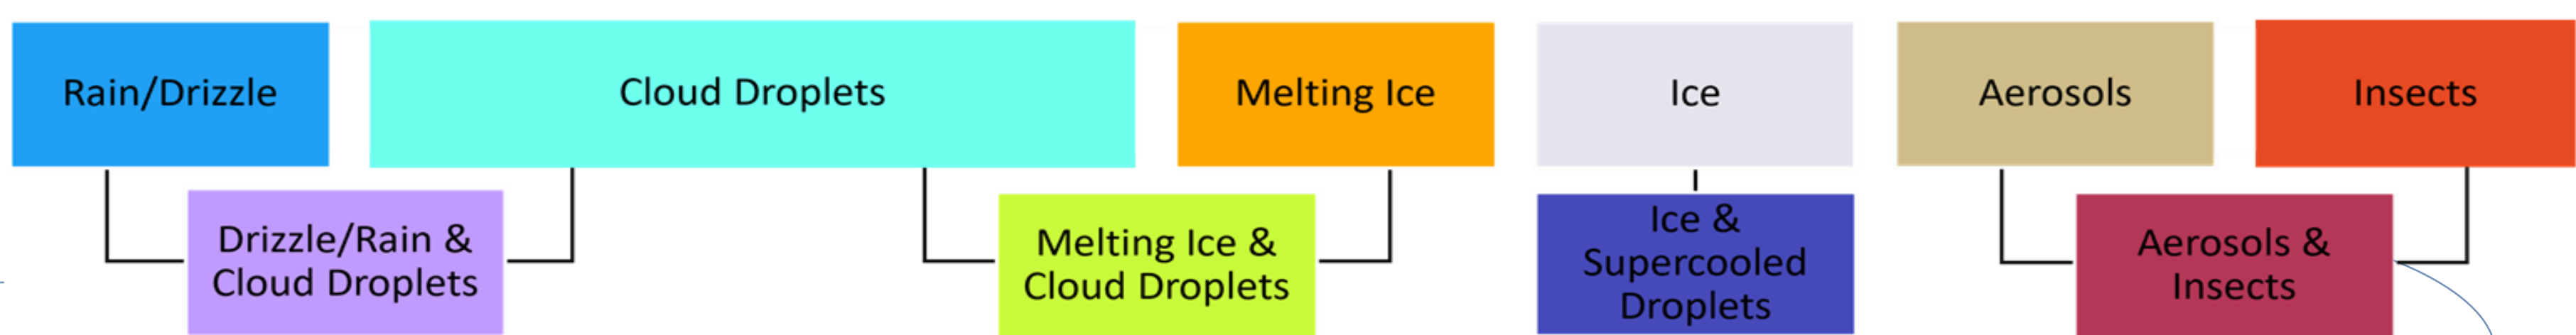 Rain/Drizzle
Cloud Droplets
Melting Ice
Ice
Aerosols
Insects
Drizzle/Rain &
Cloud Droplets
Melting Ice &
Cloud Droplets
Ice &
Supercooled
Droplets
Aerosols &
Insects